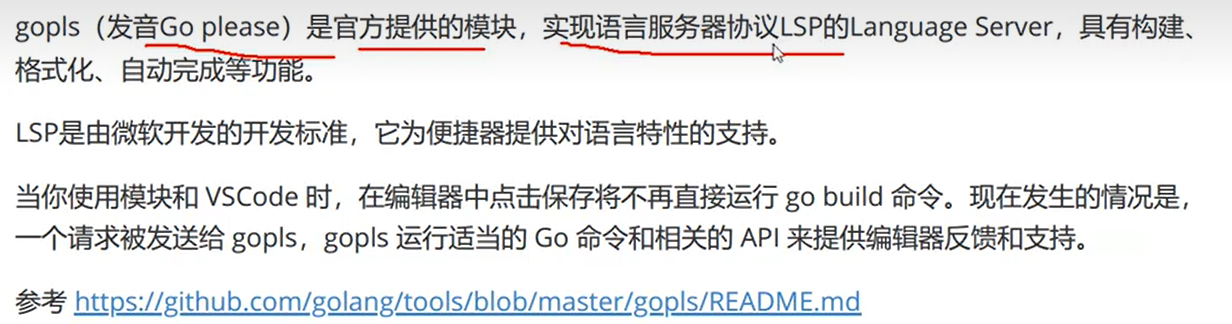 gopls（发音Go please）是官方提供的模块，实现语言服务器协议LSP的Language Server，具有构建、
格式化、自动完成等功能。
LSP是由微软开发的开发标准，它为便捷器提供对语言特性的支持。
当你使用模块和 VSCode 时，在编辑器中点击保存将不再直接运行 go build 命令。现在发生的情况是，
一个请求被发送给 gopls，gopls 运行适当的 Go 命令和相关的 API 来提供编辑器反馈和支持。
参考 https://github.com/golang/tools/blob/master/gopls/README.md